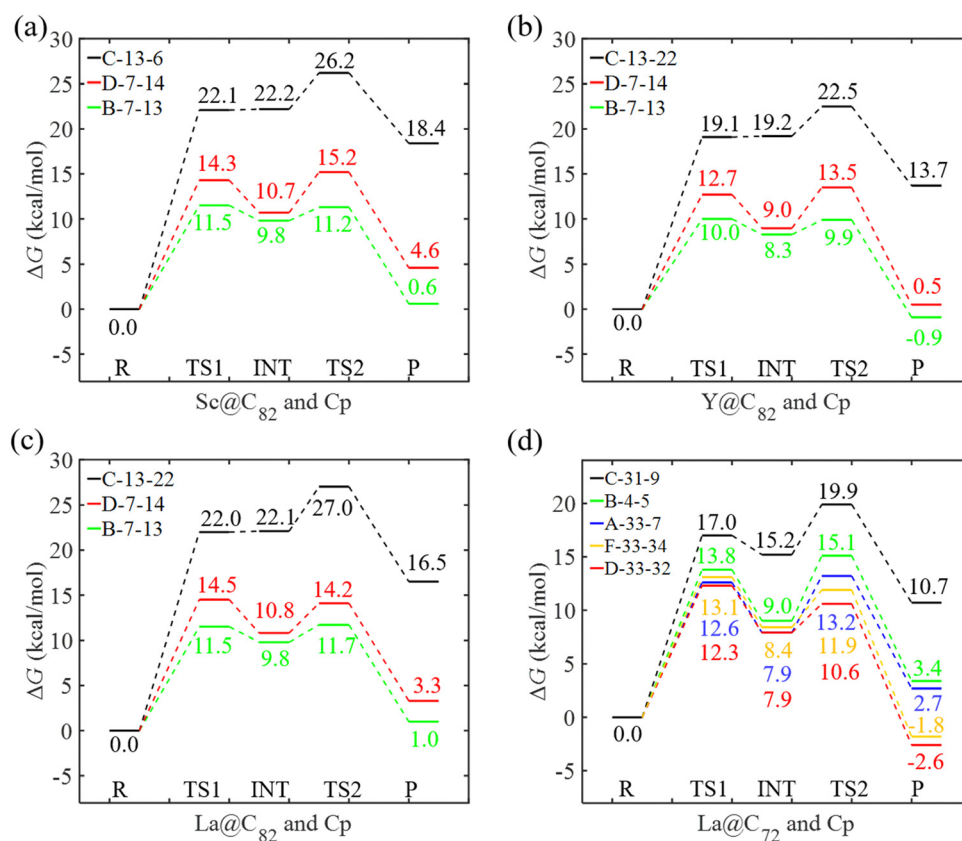 (a)
30
25
20
15
10
5
0
-5
ΔG (kcal/mol)
C-13-6
D-7-14
B-7-13
26.2
22.1 22.2
18.4
14.3
15.2
10.7
11.5
9.8
11.2
4.6
0.6
0.0
R TS1 INT TS2 P
Sc@C82 and Cp
(b)
30
25
20
15
10
5
0
-5
ΔG (kcal/mol)
C-13-22
D-7-14
B-7-13
22.5
19.1 19.2
13.7
12.7
13.5
9.0
10.0
8.3
9.9
0.5
-0.9
0.0
R TS1 INT TS2 P
Y@C82 and Cp
(c)
30
25
20
15
10
5
0
-5
ΔG (kcal/mol)
C-13-22
D-7-14
B-7-13
22.0 22.1
27.0
16.5
14.5
14.2
10.8
11.5
9.8
11.7
3.3
1.0
0.0
R TS1 INT TS2 P
La@C82 and Cp
(d)
20
15
10
5
0
-5
ΔG (kcal/mol)
C-31-9
B-4-5
A-33-7
F-33-34
D-33-32
19.9
17.0
15.2
15.1
13.8
10.7
9.0
13.1
12.6
12.3
8.4
7.9
7.9
13.2
11.9
10.6
3.4
2.7
-1.8
-2.6
0.0
R TS1 INT TS2 P
La@C72 and Cp